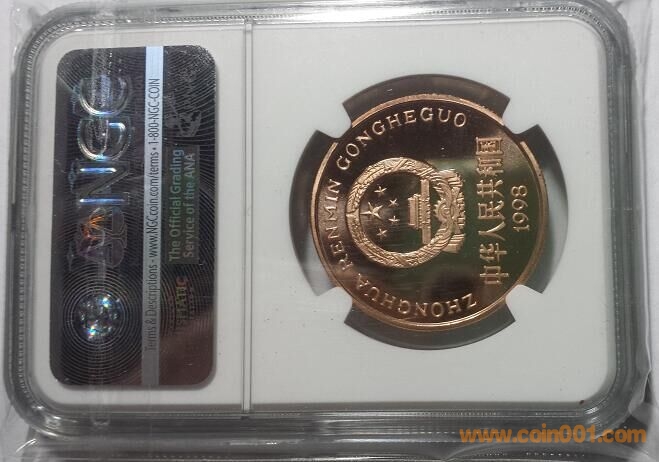 NGC
The Official Grading
Service of the ANA
www.NGCcoin.com/terms • 1-800-NGC-COIN
Terms & Descriptions
ZHONGHUA RENMIN GONGHEGUO
中华人民共和国
1998
www.coin001.com